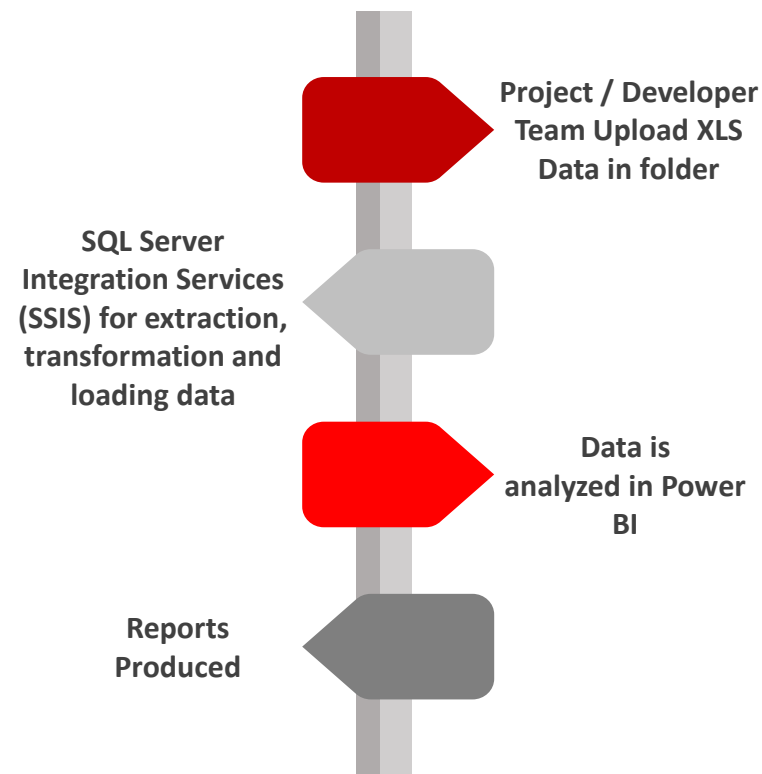 Project / Developer
Team Upload XLS
Data in folder
SQL Server
Integration Services
(SSIS) for extraction,
transformation and
loading data
Data is
analyzed in Power
BI
Reports
Produced